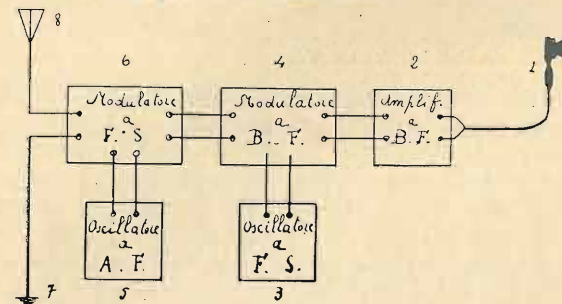 8
6
4
2
1
Modulatore
a
F. S
Modulatore
a
B. F.
Amplif.
a
B. F.
Oscillatore
a
A. F.
Oscillatore
a
F. S.
7
5
3